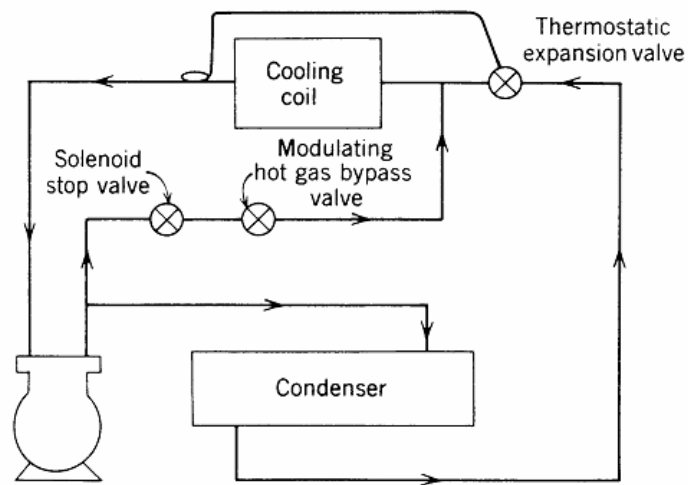 Thermostatic
expansion valve
Cooling
coil
Solenoid
stop valve
Modulating
hot gas bypass
valve
Condenser